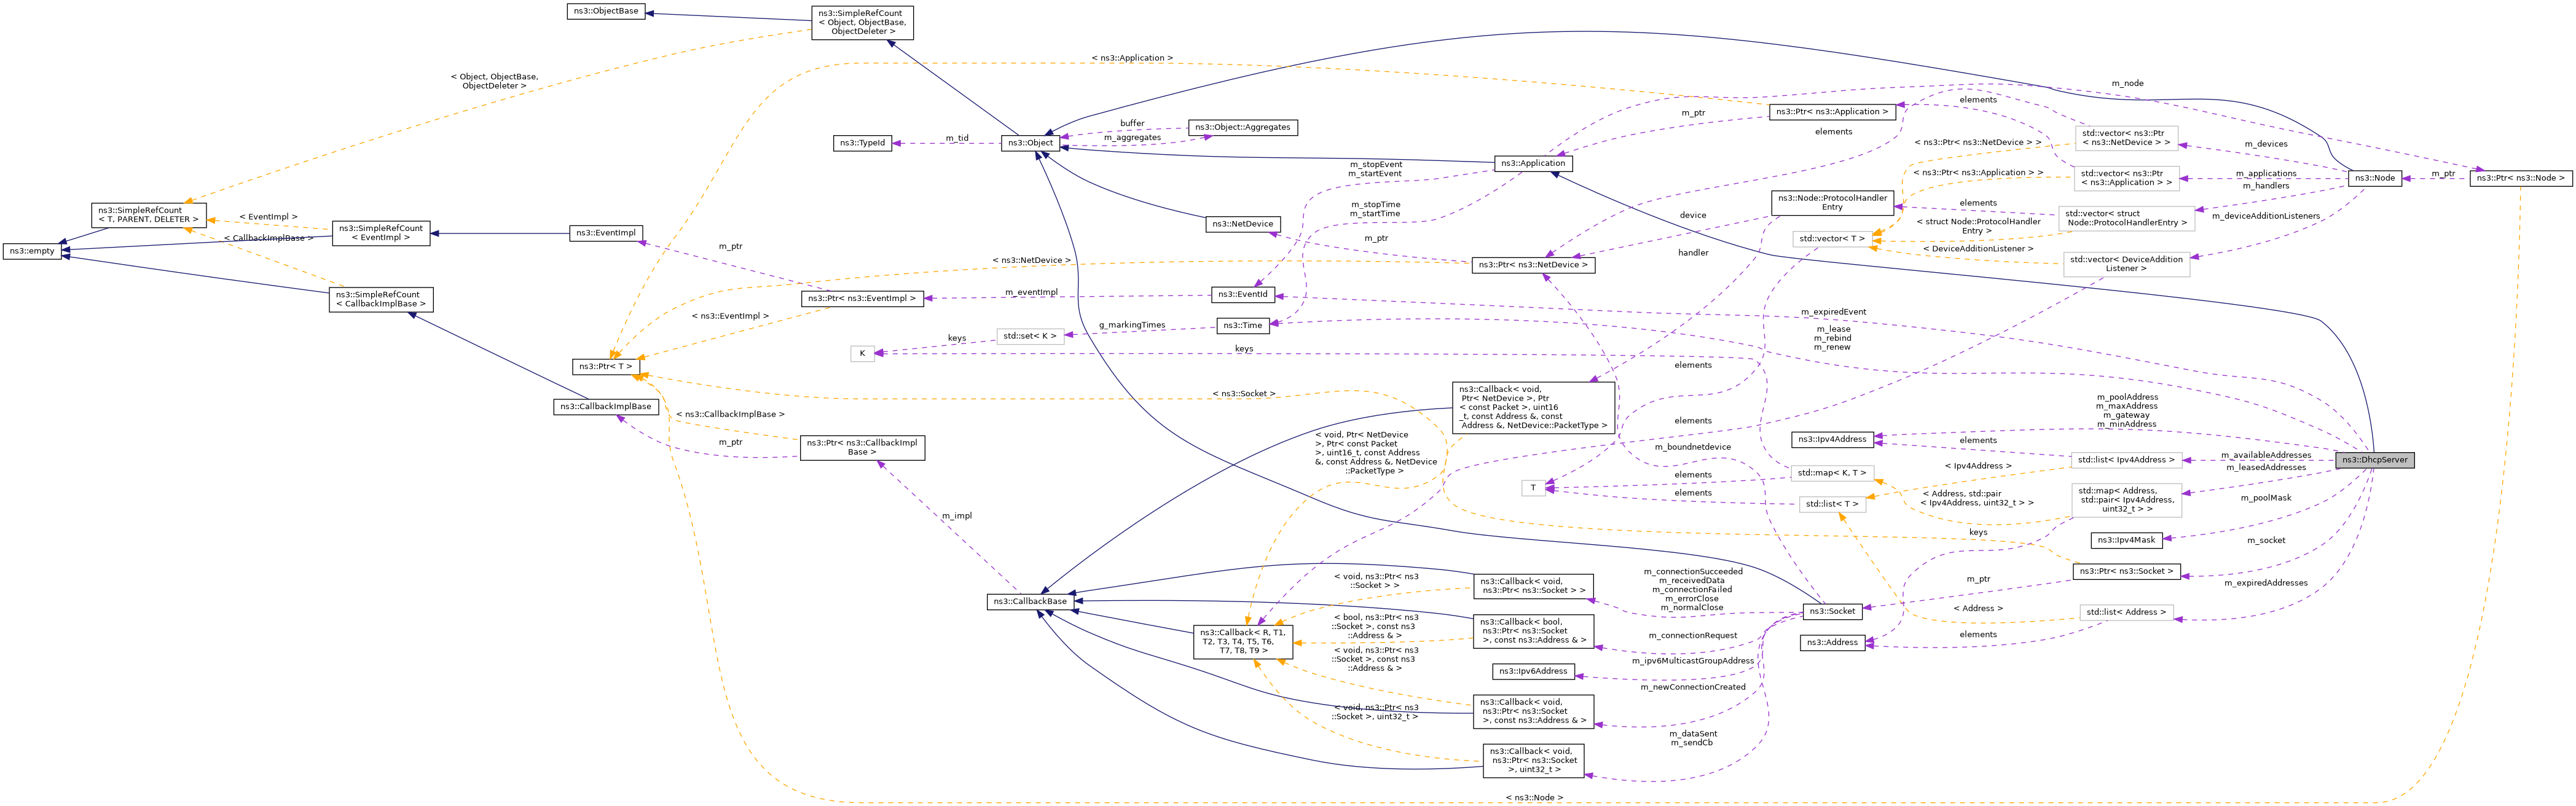 ns3::ObjectBase
ns3::SimpleRefCount
< Object, ObjectBase,
ObjectDeleter >
< Object, ObjectBase,
ObjectDeleter >
< ns3::Application >
m_node
elements
ns3::Ptr< ns3::Application >
m_ptr
buffer
ns3::Object::Aggregates
m_aggregates
elements
std::vector< ns3::Ptr
< ns3::NetDevice > >
ns3::TypeId
m_tid
ns3::Object
< ns3::Ptr< ns3::NetDevice > >
m_devices
ns3::Application
m_stopEvent
m_startEvent
< ns3::Ptr< ns3::Application > >
std::vector< ns3::Ptr
< ns3::Application > >
m_applications
m_handlers
ns3::Node
m_ptr
ns3::Ptr< ns3::Node >
ns3::SimpleRefCount
< T, PARENT, DELETER >
< EventImpl >
< CallbackImplBase >
ns3::SimpleRefCount
< EventImpl >
ns3::EventImpl
ns3::empty
m_stopTime
m_startTime
device
ns3::Node::ProtocolHandler
Entry
elements
std::vector< struct
Node::ProtocolHandlerEntry >
m_deviceAdditionListeners
ns3::NetDevice
m_ptr
handler
std::vector< T >
< struct Node::ProtocolHandler
Entry >
< DeviceAdditionListener >
std::vector< DeviceAddition
Listener >
m_ptr
< ns3::NetDevice >
ns3::Ptr< ns3::NetDevice >
ns3::SimpleRefCount
< CallbackImplBase >
ns3::Ptr< ns3::EventImpl >
m_eventImpl
ns3::EventId
< ns3::EventImpl >
g_markingTimes
ns3::Time
m_expiredEvent
m_lease
m_rebind
m_renew
K
keys
std::set< K >
keys
ns3::Ptr< T >
elements
ns3::CallbackImplBase
< ns3::CallbackImplBase >
< ns3::Socket >
ns3::Callback< void,
Ptr< NetDevice >, Ptr
< const Packet >, uint16
_t, const Address &, const
Address &, NetDevice::PacketType >
elements
m_poolAddress
m_maxAddress
m_gateway
m_minAddress
m_ptr
ns3::Ptr< ns3::CallbackImpl
Base >
< void, Ptr< NetDevice
>, Ptr< const Packet
>, uint16_t, const Address
&, const Address &, NetDevice
::PacketType >
m_boundnetdevice
ns3::Ipv4Address
elements
std::list< Ipv4Address >
m_availableAddresses
m_leasedAddresses
ns3::DhcpServer
T
elements
elements
std::map< K, T >
< Ipv4Address >
std::list< T >
< Address, std::pair
< Ipv4Address, uint32_t > >
std::map< Address,
std::pair< Ipv4Address,
uint32_t > >
m_poolMask
m_impl
keys
ns3::Ipv4Mask
m_socket
ns3::CallbackBase
< void, ns3::Ptr< ns3
::Socket > >
ns3::Callback< void,
ns3::Ptr< ns3::Socket > >
m_connectionSucceeded
m_receivedData
m_connectionFailed
m_errorClose
m_normalClose
m_ptr
ns3::Ptr< ns3::Socket >
m_expiredAddresses
ns3::Socket
< Address >
std::list< Address >
ns3::Callback< R, T1,
T2, T3, T4, T5, T6,
T7, T8, T9 >
< bool, ns3::Ptr< ns3
::Socket >, const ns3
::Address & >
ns3::Callback< bool,
ns3::Ptr< ns3::Socket
>, const ns3::Address & >
m_connectionRequest
ns3::Address
elements
< void, ns3::Ptr< ns3
::Socket >, const ns3
::Address & >
ns3::Ipv6Address
m_ipv6MulticastGroupAddress
m_newConnectionCreated
< void, ns3::Ptr< ns3
::Socket >, uint32_t >
ns3::Callback< void,
ns3::Ptr< ns3::Socket
>, const ns3::Address & >
m_dataSent
m_sendCb
ns3::Callback< void,
ns3::Ptr< ns3::Socket
>, uint32_t >
< ns3::Node >